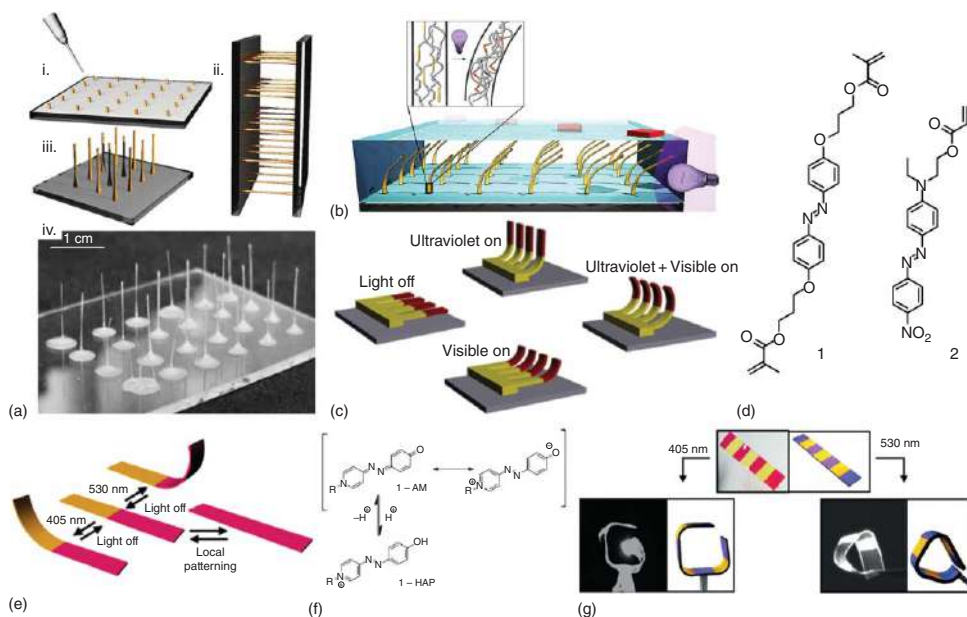 i.
ii.
iii.
iv.
1 cm
(a)
(b)
Ultraviolet on
Light off
Ultraviolet + Visible on
Visible on
(c)
O
O
O
N
N
O
O
O
1
O
O
N
N
N
NO₂
2
(d)
530 nm
Light off
405 nm
Light off
Local
patterning
(e)
O
N
N
R
N
1 – AM
⊖
O
N
N
R
N
⊕
–H⊕
H⊕
OH
N
N
R
N
⊕
1 – HAP
(f)
405 nm
530 nm
(g)